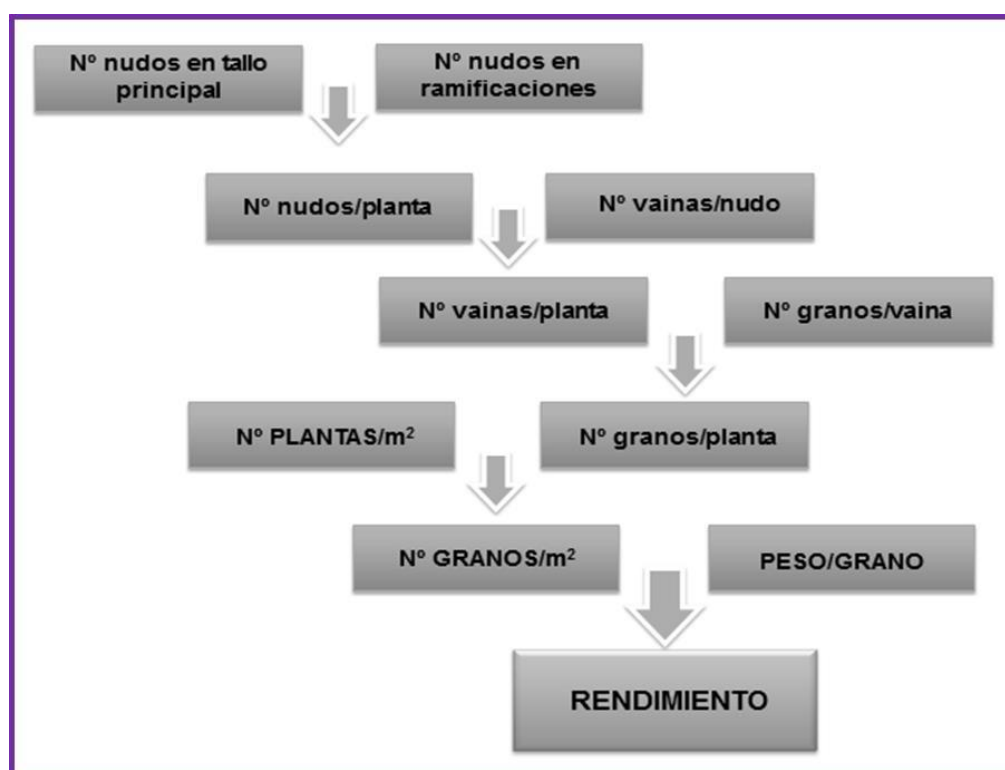 Nº nudos en tallo
principal
Nº nudos en
ramificaciones
Nº nudos/planta
Nº vainas/nudo
Nº vainas/planta
Nº granos/vaina
Nº PLANTAS/m²
Nº granos/planta
Nº GRANOS/m²
PESO/GRANO
RENDIMIENTO